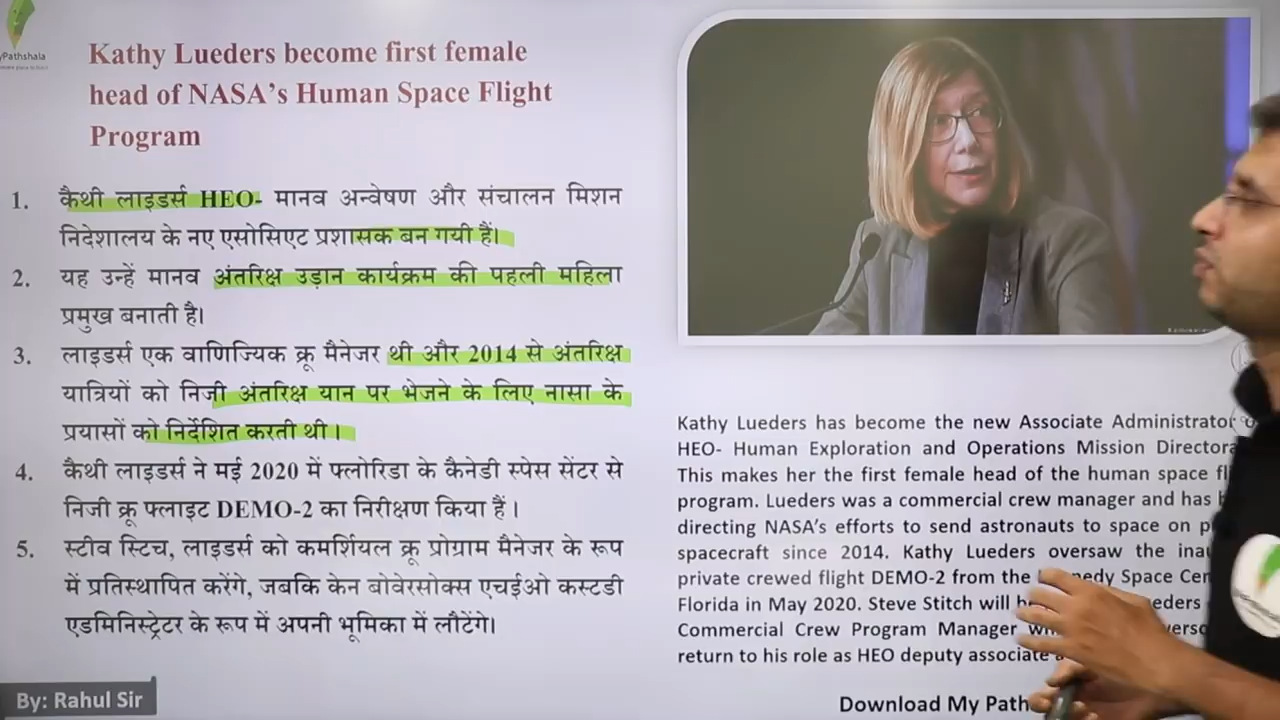 yPathshala
Kathy Lueders become first female
head of NASA's Human Space Flight
Program
1. कैथी लाइडर्स HEO- मानव अन्वेषण और संचालन मिशन
निदेशालय के नए एसोसिएट प्रशासक बन गयी हैं।
2. यह उन्हें मानव अंतरिक्ष उड़ान कार्यक्रम की पहली महिला
प्रमुख बनाती है।
3. लाइडर्स एक वाणिज्यिक क्रू मैनेजर थी और 2014 से अंतरिक्ष
यात्रियों को निजी अंतरिक्ष यान पर भेजने के लिए नासा के
प्रयासों को निर्देशित करती थी ।
4. कैथी लाइडर्स ने मई 2020 में फ्लोरिडा के कैनेडी स्पेस सेंटर से
निजी क्रू फ्लाइट DEMO-2 का निरीक्षण किया हैं ।
5. स्टीव स्टिच, लाइडर्स को कमर्शियल क्रू प्रोग्राम मैनेजर के रूप
में प्रतिस्थापित करेंगे, जबकि केन बोवेरसोक्स एचईओ कस्टडी
एडमिनिस्ट्रेटर के रूप में अपनी भूमिका में लौटेंगे।
Kathy Lueders has become the new Associate Administrator
HEO- Human Exploration and Operations Mission
This makes her the first female head of the human space
program. Lueders was a commercial crew manager and has
directing NASA's efforts to send astronauts to space on
spacecraft since 2014. Kathy Lueders oversaw the
private crewed flight DEMO-2 from the Space
Florida in May 2020. Steve Stitch will
Commercial Crew Program Manager
return to his role as HEO deputy associate
Download My
By: Rahul Sir